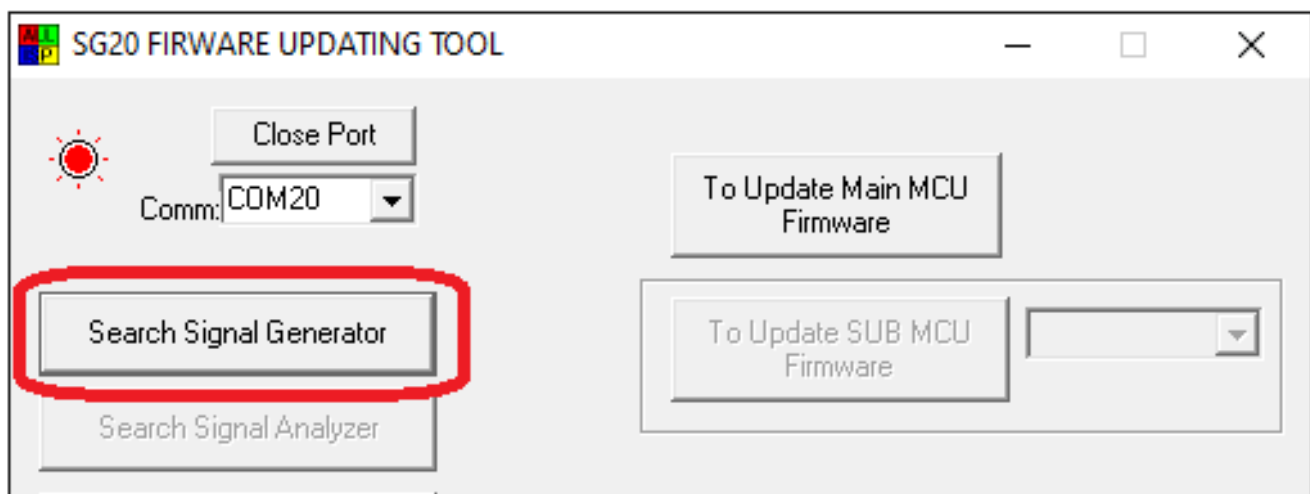 SG20 FIRWARE UPDATING TOOL
Close Port
Comm: COM20
To Update Main MCU
Firmware
Search Signal Generator
To Update SUB MCU
Firmware
Search Signal Analyzer